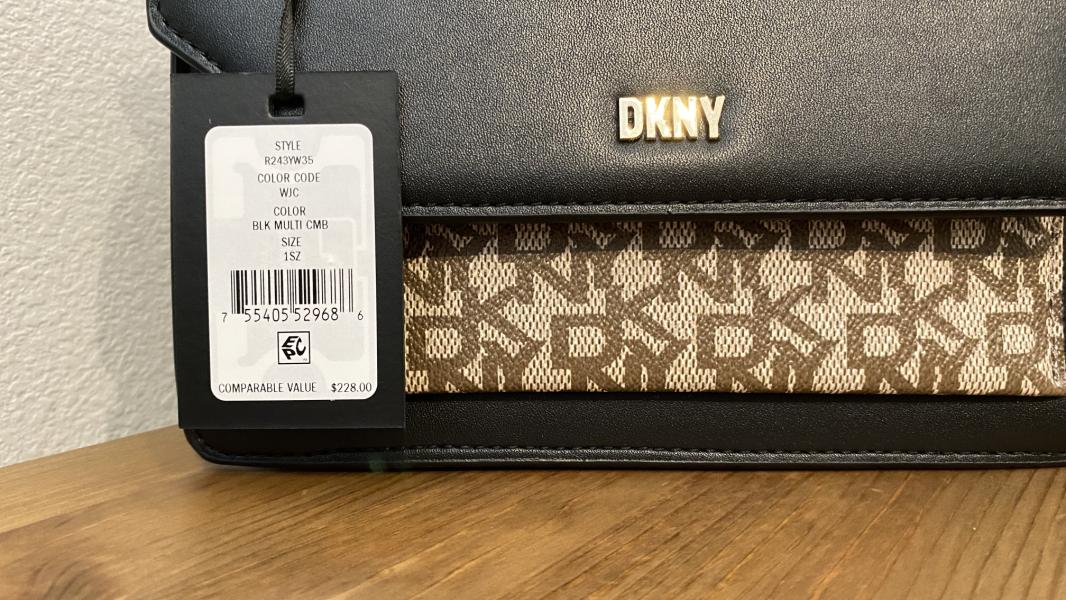 DKNY
STYLE
R243YW35
COLOR CODE
WJC
COLOR
BLK MULTI CMB
SIZE
1SZ
7 55405 52968 6
EPC
COMPARABLE VALUE $228.00